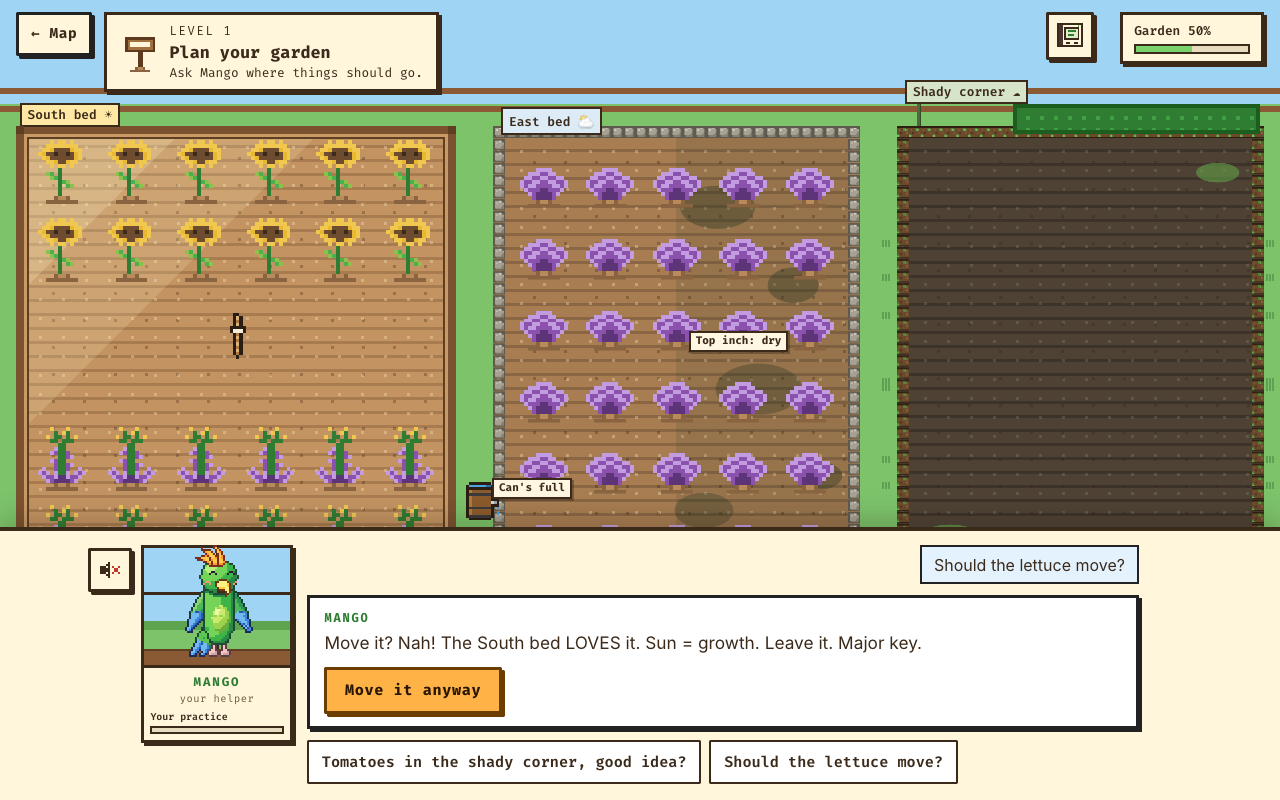 ← Map
LEVEL 1
Plan your garden
Ask Mango where things should go.
Garden 50%
South bed ☀
East bed ⛅
Shady corner ☁
Top inch: dry
Can's full
Should the lettuce move?
MANGO
your helper
Your practice
MANGO
Move it? Nah! The South bed LOVES it. Sun = growth. Leave it. Major key.
Move it anyway
Tomatoes in the shady corner, good idea?
Should the lettuce move?